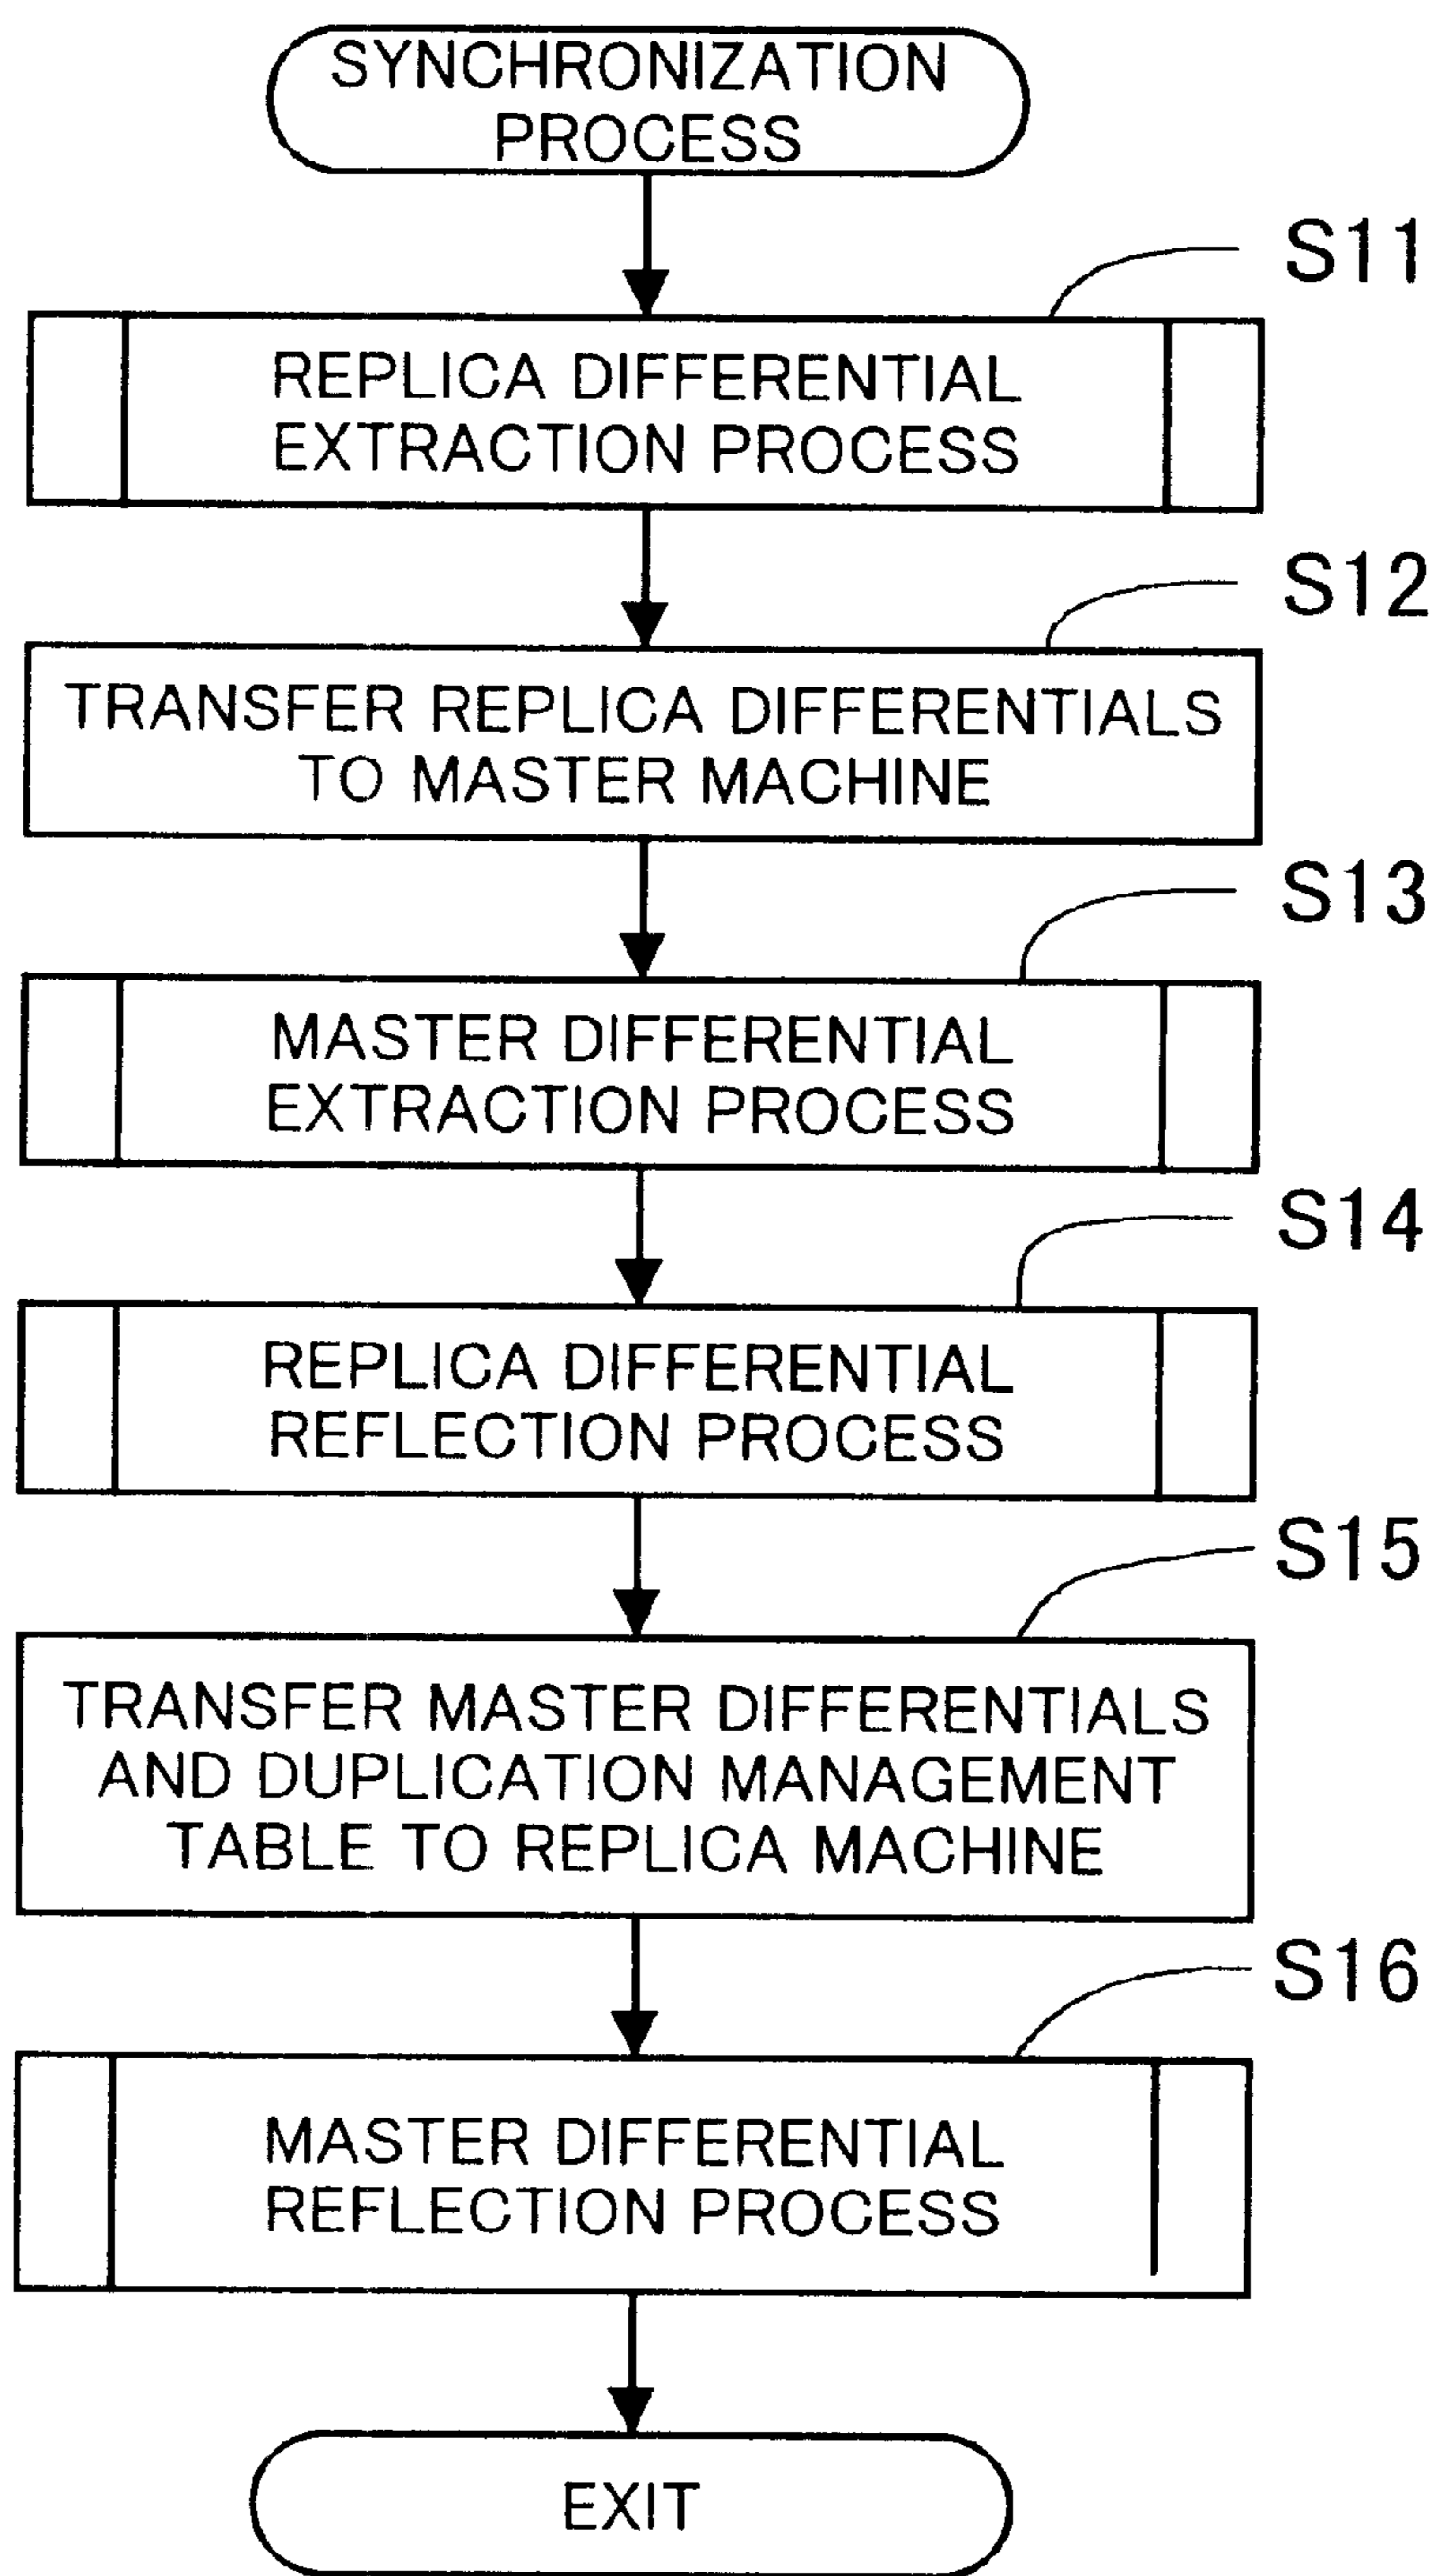 SYNCHRONIZATION
PROCESS
S11
REPLICA DIFFERENTIAL
EXTRACTION PROCESS
S12
TRANSFER REPLICA DIFFERENTIALS
TO MASTER MACHINE
S13
MASTER DIFFERENTIAL
EXTRACTION PROCESS
S14
REPLICA DIFFERENTIAL
REFLECTION PROCESS
S15
TRANSFER MASTER DIFFERENTIALS
AND DUPLICATION MANAGEMENT
TABLE TO REPLICA MACHINE
S16
MASTER DIFFERENTIAL
REFLECTION PROCESS
EXIT